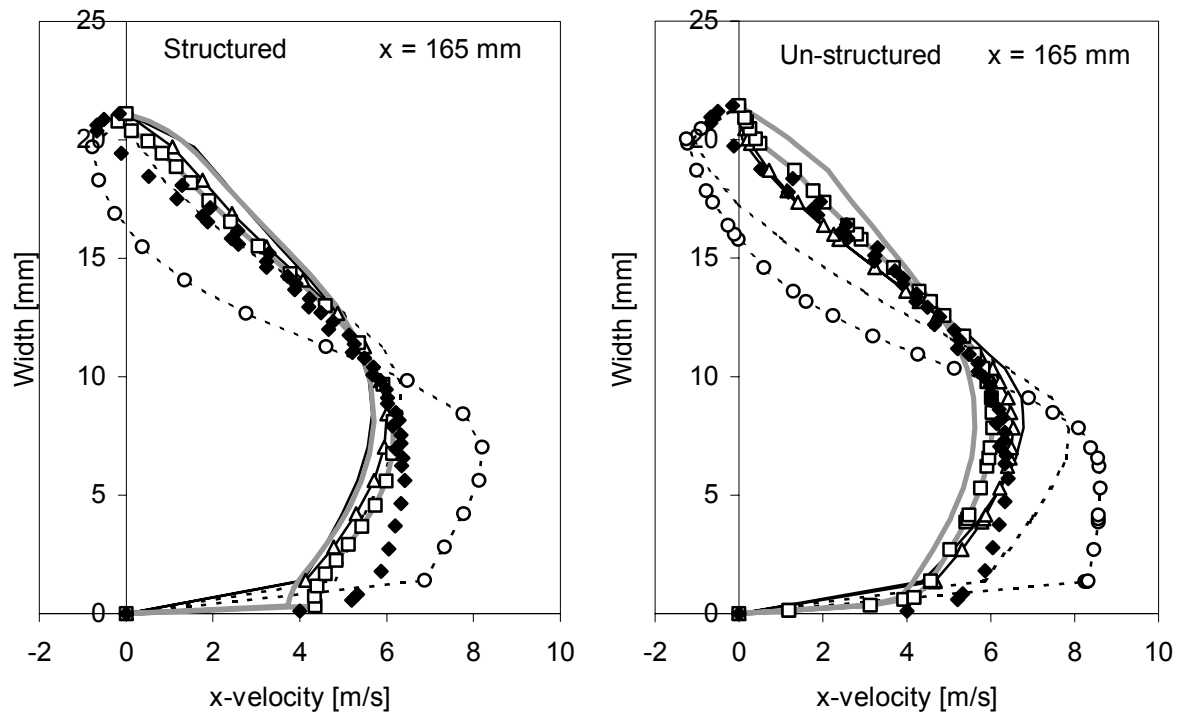 25
Structured x = 165 mm
20
15
10
5
0
-2 0 2 4 6 8 10
Width [mm]
x-velocity [m/s]
25
Un-structured x = 165 mm
20
15
10
5
0
-2 0 2 4 6 8 10
Width [mm]
x-velocity [m/s]